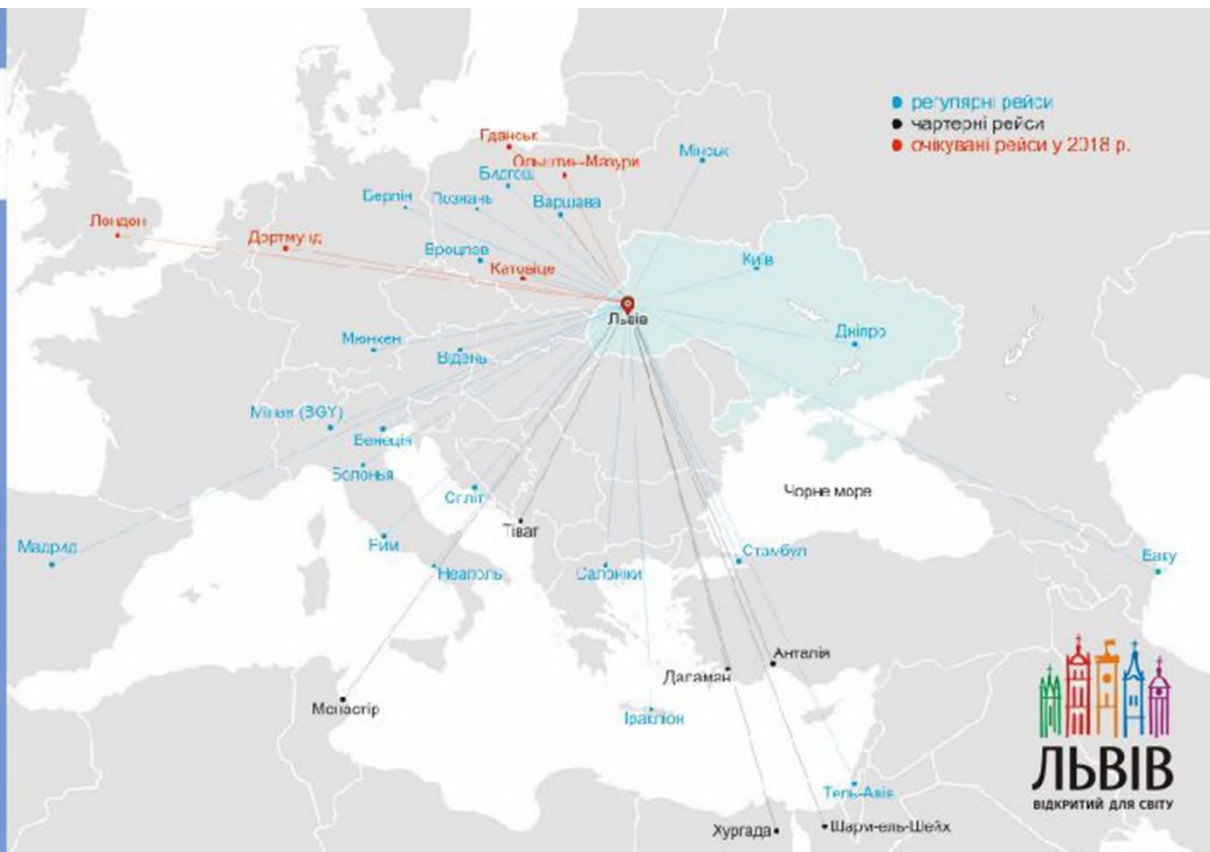 регулярні рейси
чартерні рейси
очікувані рейси у 2018 р.
Гданськ
Ольштин-Мазури
Мінськ
Бидгощ
Берлін
Познань
Варшава
Лондон
Дортмунд
Вроцлав
Катовіце
Київ
Львів
Дніпро
Мюнхен
Відень
Мілан (BGY)
Венеція
Болонья
Спліт
Чорне море
Тіват
Мадрид
Рим
Неаполь
Салоніки
Стамбул
Баку
Анталія
Даламан
Монастір
Іракліон
ЛЬВІВ
ВІДКРИТИЙ ДЛЯ СВІТУ
Тель-Авів
Хургада
Шарм-ель-Шейх